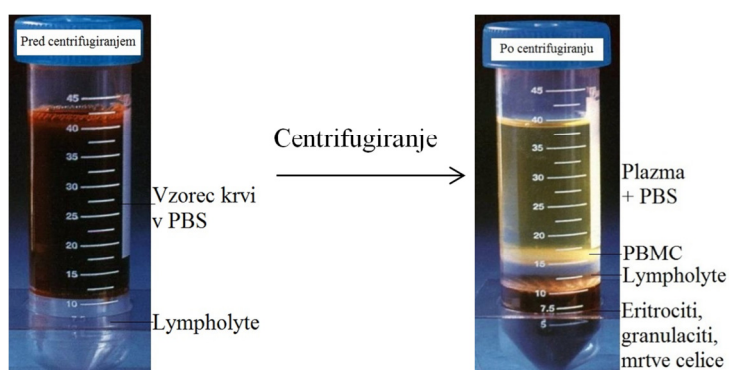 Pred centrifugiranjem
45
40
35
30
25
20
15
10
Vzorec krvi
v PBS
Lympholyte
Centrifugiranje
Po centrifugiranju
45
40
35
30
25
20
15
10
7.5
5
Plazma
+ PBS
PBMC
Lympholyte
Eritrociti,
granulaciti,
mrtve celice